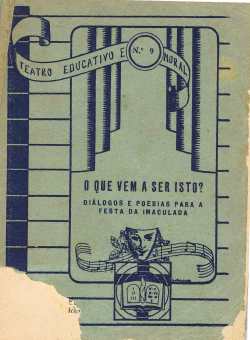 TEATRO EDUCATIVO E MORAL
N.º 9
O QUE VEM A SER ISTO?
DIÁLOGOS E POESIAS PARA A
FESTA DA IMACULADA